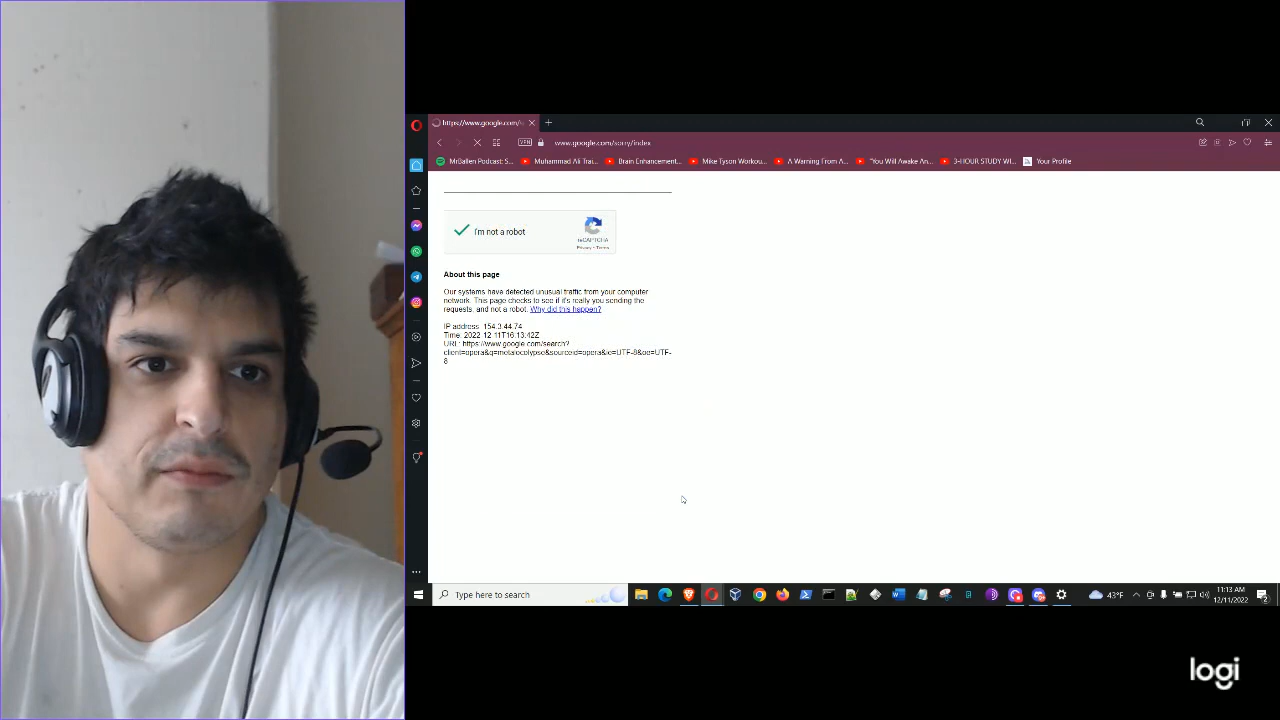 https://www.google.com/s
VPN
www.google.com/sorry/index
MrBallen Podcast: S...
Muhammad Ali Trai...
Brain Enhancement...
Mike Tyson Workou...
A Warning From A...
"You Will Awake An...
3-HOUR STUDY WI...
Your Profile
I'm not a robot
reCAPTCHA
Privacy - Terms
About this page
Our systems have detected unusual traffic from your computer
network. This page checks to see if it's really you sending the
requests, and not a robot. Why did this happen?
IP address: 154.3.44.74
Time: 2022-12-11T16:13:42Z
URL: https://www.google.com/search?
client=opera&q=metalocolypse&sourceid=opera&ie=UTF-8&oe=UTF-
8
Type here to search
43°F
11:13 AM
12/11/2022
2
logi